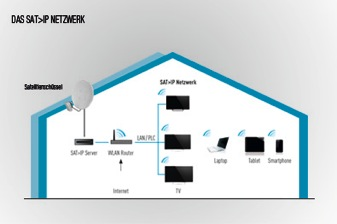 DAS SAT>IP NETZWERK
SAT>IP Netzwerk
Satellitenschüssel
LAN/PLC
SAT>IP Server
WLAN Router
Laptop
Tablet
Smartphone
Internet
TV